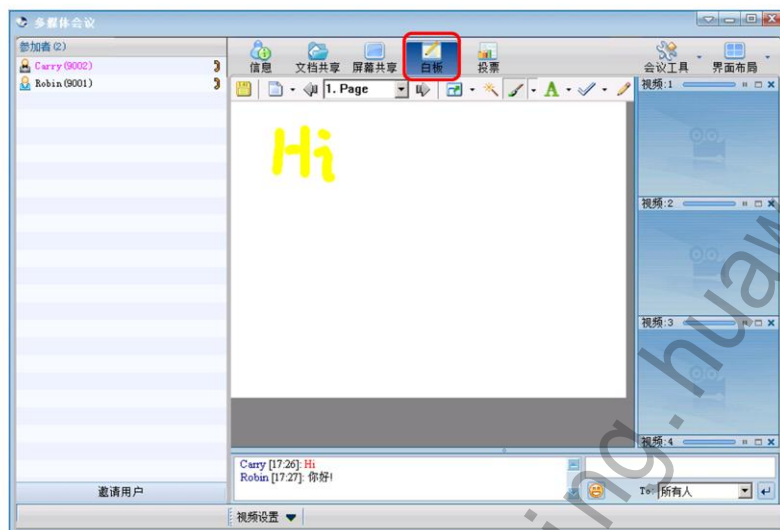 多媒体会议
参加者(2)
Carry(9002)
Robin(9001)
信息
文档共享
屏幕共享
白板
投票
会议工具
界面布局
1. Page
A
Hi
视频:1
视频:2
视频:3
视频:4
Carry [17:26]: Hi
Robin [17:27]: 你好!
邀请用户
To: 所有人
视频设置
ing.huaw